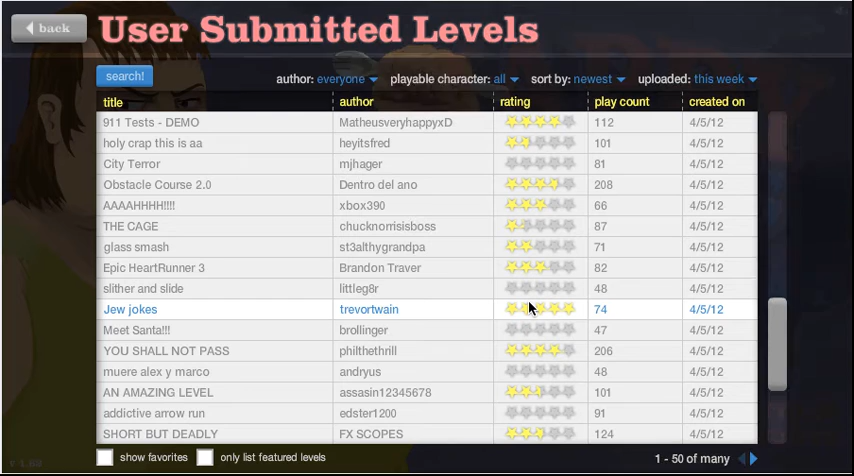 back User Submitted Levels
search! author: everyone playable character: all sort by: newest uploaded: this week
title author rating play count created on
911 Tests - DEMO MatheusveryhappyxD 112 4/5/12
holy crap this is aa heyitsfred 101 4/5/12
City Terror mjhager 81 4/5/12
Obstacle Course 2.0 Dentro del ano 208 4/5/12
AAAAHHHH!!!! xbox390 66 4/5/12
THE CAGE chucknorrisisboss 87 4/5/12
glass smash st3althygrandpa 71 4/5/12
Epic HeartRunner 3 Brandon Traver 82 4/5/12
slither and slide littleg8r 48 4/5/12
Jew jokes trevortwain 74 4/5/12
Meet Santa!!! brollinger 47 4/5/12
YOU SHALL NOT PASS philthethrill 206 4/5/12
muere alex y marco andryus 48 4/5/12
AN AMAZING LEVEL assasin12345678 101 4/5/12
addictive arrow run edster1200 91 4/5/12
SHORT BUT DEADLY FX SCOPES 124 4/5/12
show favorites only list featured levels 1 - 50 of many